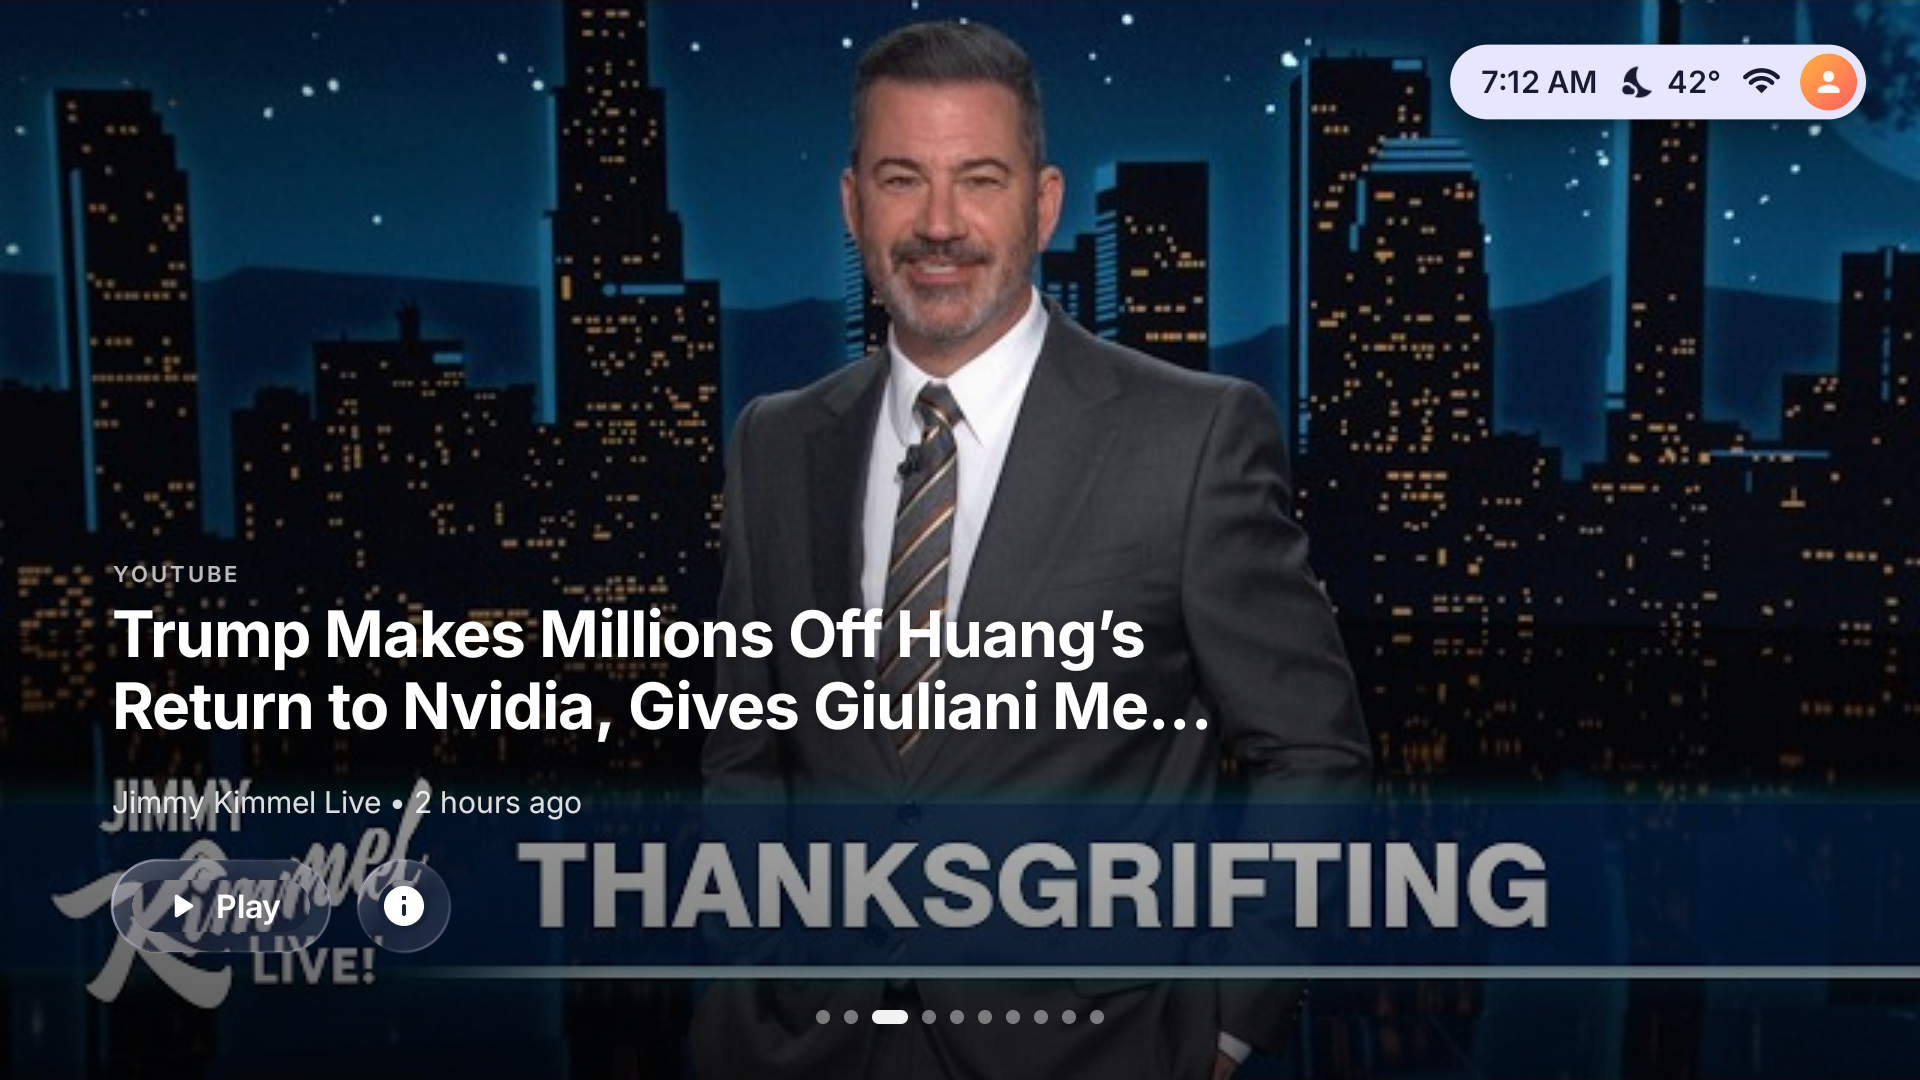 7:12 AM 42°
YOUTUBE
Trump Makes Millions Off Huang’s
Return to Nvidia, Gives Giuliani Me…
Jimmy Kimmel Live • 2 hours ago
JIMMY
Kimmel
LIVE!
Play
THANKSGRIFTING